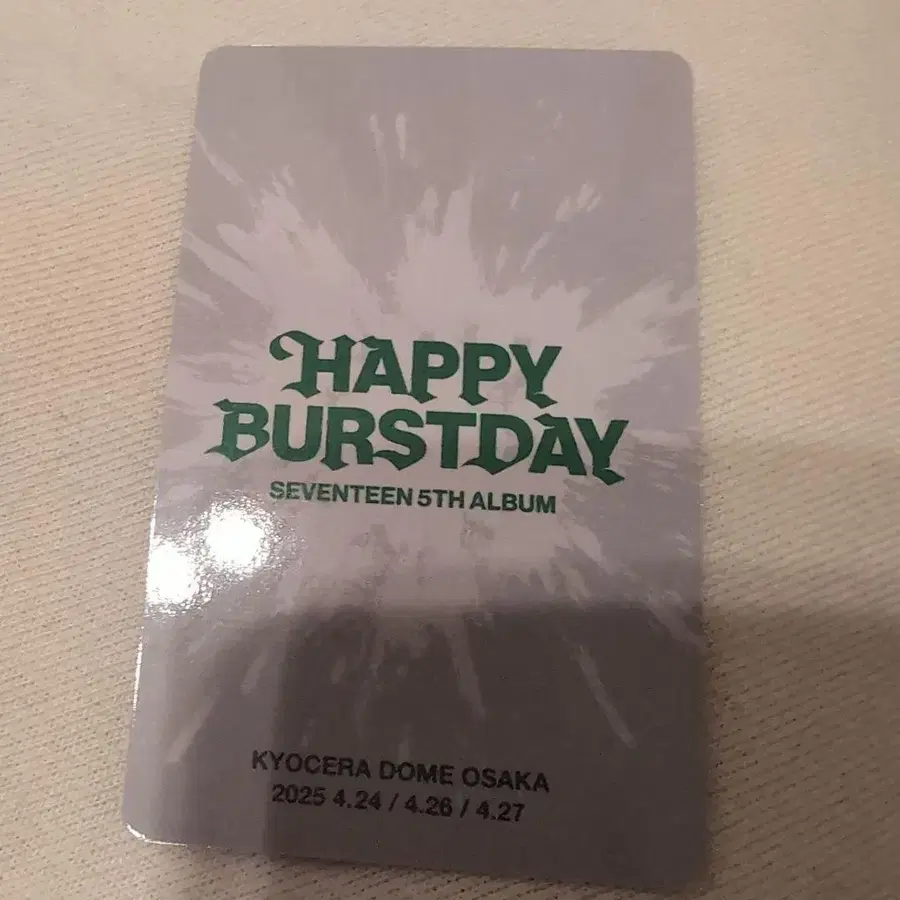 HAPPY
BURSTDAY
SEVENTEEN 5TH ALBUM
KYOCERA DOME OSAKA
2025 4.24 / 4.26 / 4.27